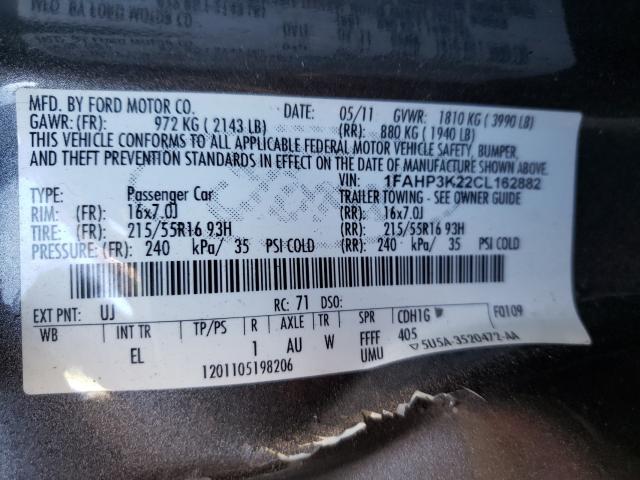 MFD. BY FORD MOTOR CO. DATE: 05/11 GVWR: 1810 KG ( 3990 LB)
GAWR: (FR): 972 KG ( 2143 LB) (RR): 880 KG ( 1940 LB)
THIS VEHICLE CONFORMS TO ALL APPLICABLE FEDERAL MOTOR VEHICLE SAFETY, BUMPER,
AND THEFT PREVENTION STANDARDS IN EFFECT ON THE DATE OF MANUFACTURE SHOWN ABOVE.
VIN: 1FAHP3K22CL162882
TYPE: Passenger Car TRAILER TOWING - SEE OWNER GUIDE
RIM: (FR): 16x7.0J (RR): 16x7.0J
TIRE: (FR): 215/55R16 93H (RR): 215/55R16 93H
PRESSURE: (FR): 240 kPa/ 35 PSI COLD (RR): 240 kPa/ 35 PSI COLD
EXT PNT: UJ RC: 71 DSO:
WB INT TR TP/PS R AXLE TR SPR CDH1G F0109
EL 1 AU W FFFF 405
UMU 5U5A-3520472-AA
1201105198206